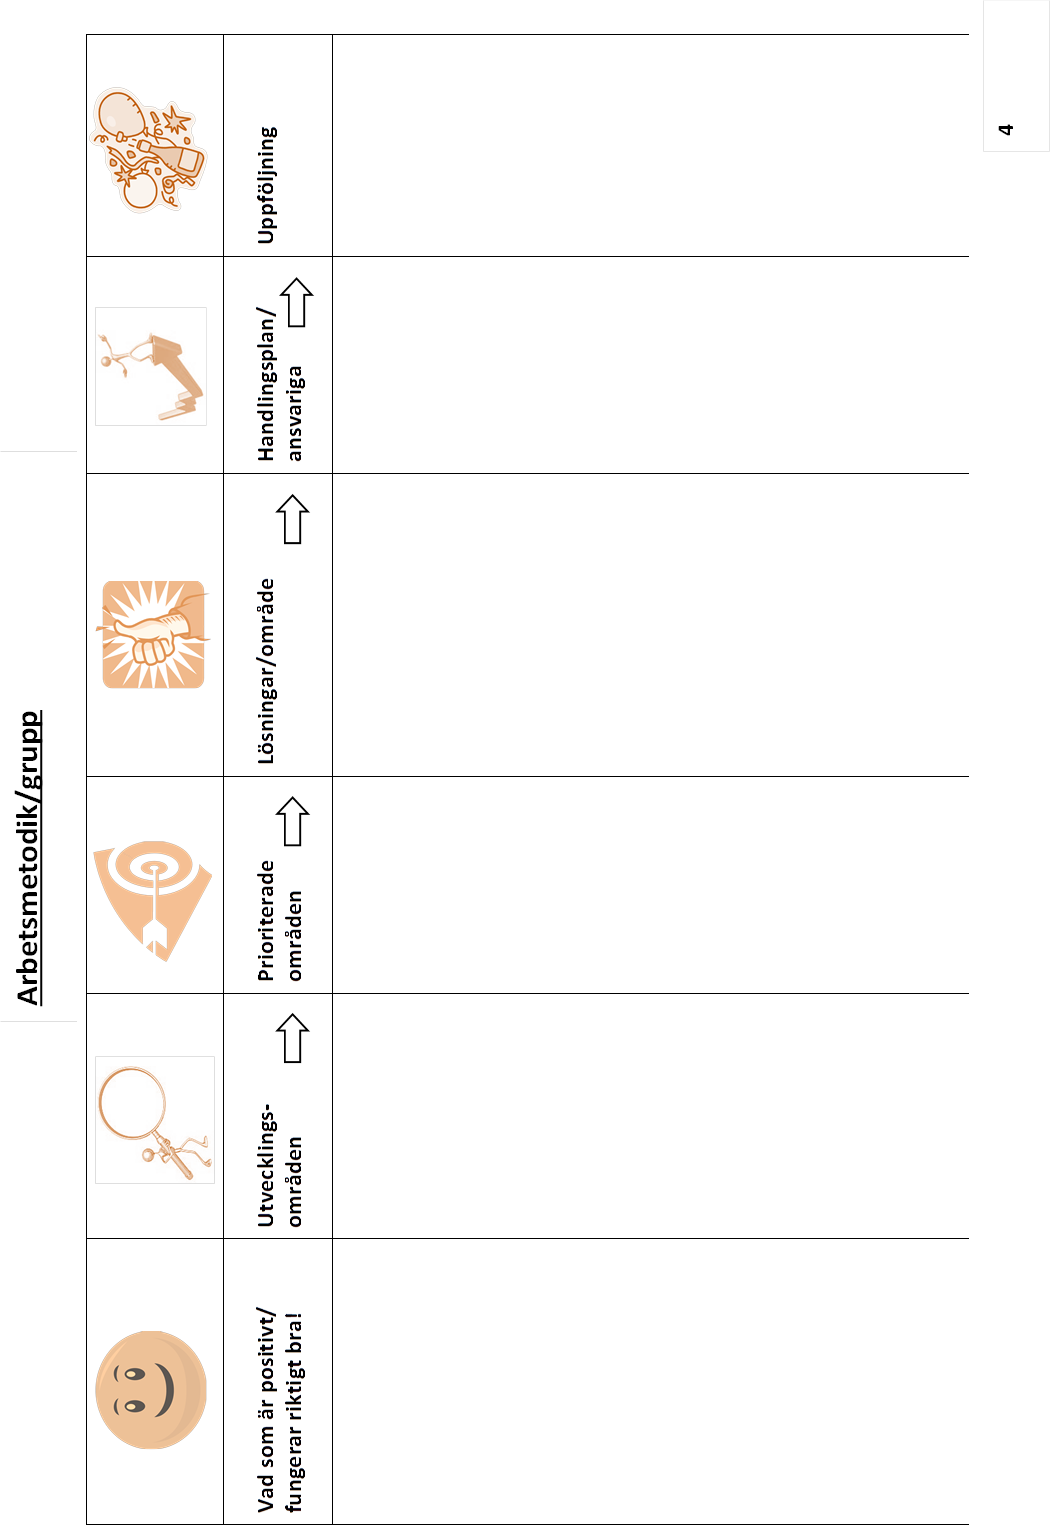 Arbetsmetodik/grupp
Vad som är positivt/
fungerar riktigt bra!
Utvecklings-
områden
Prioriterade
områden
Lösningar/område
Handlingsplan/
ansvariga
Uppföljning
4